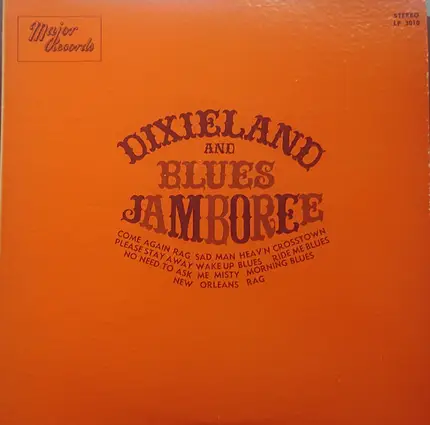 Major
Records
STEREO
LP 2018
DIXIELAND
AND
BLUES
JAMBOREE
COME AGAIN RAG SAD MAN HEAV'N CROSSTOWN
PLEASE STAY AWAY WAKE UP BLUES RIDE ME BLUES
NO NEED TO ASK ME MISTY MORNING BLUES
NEW ORLEANS RAG